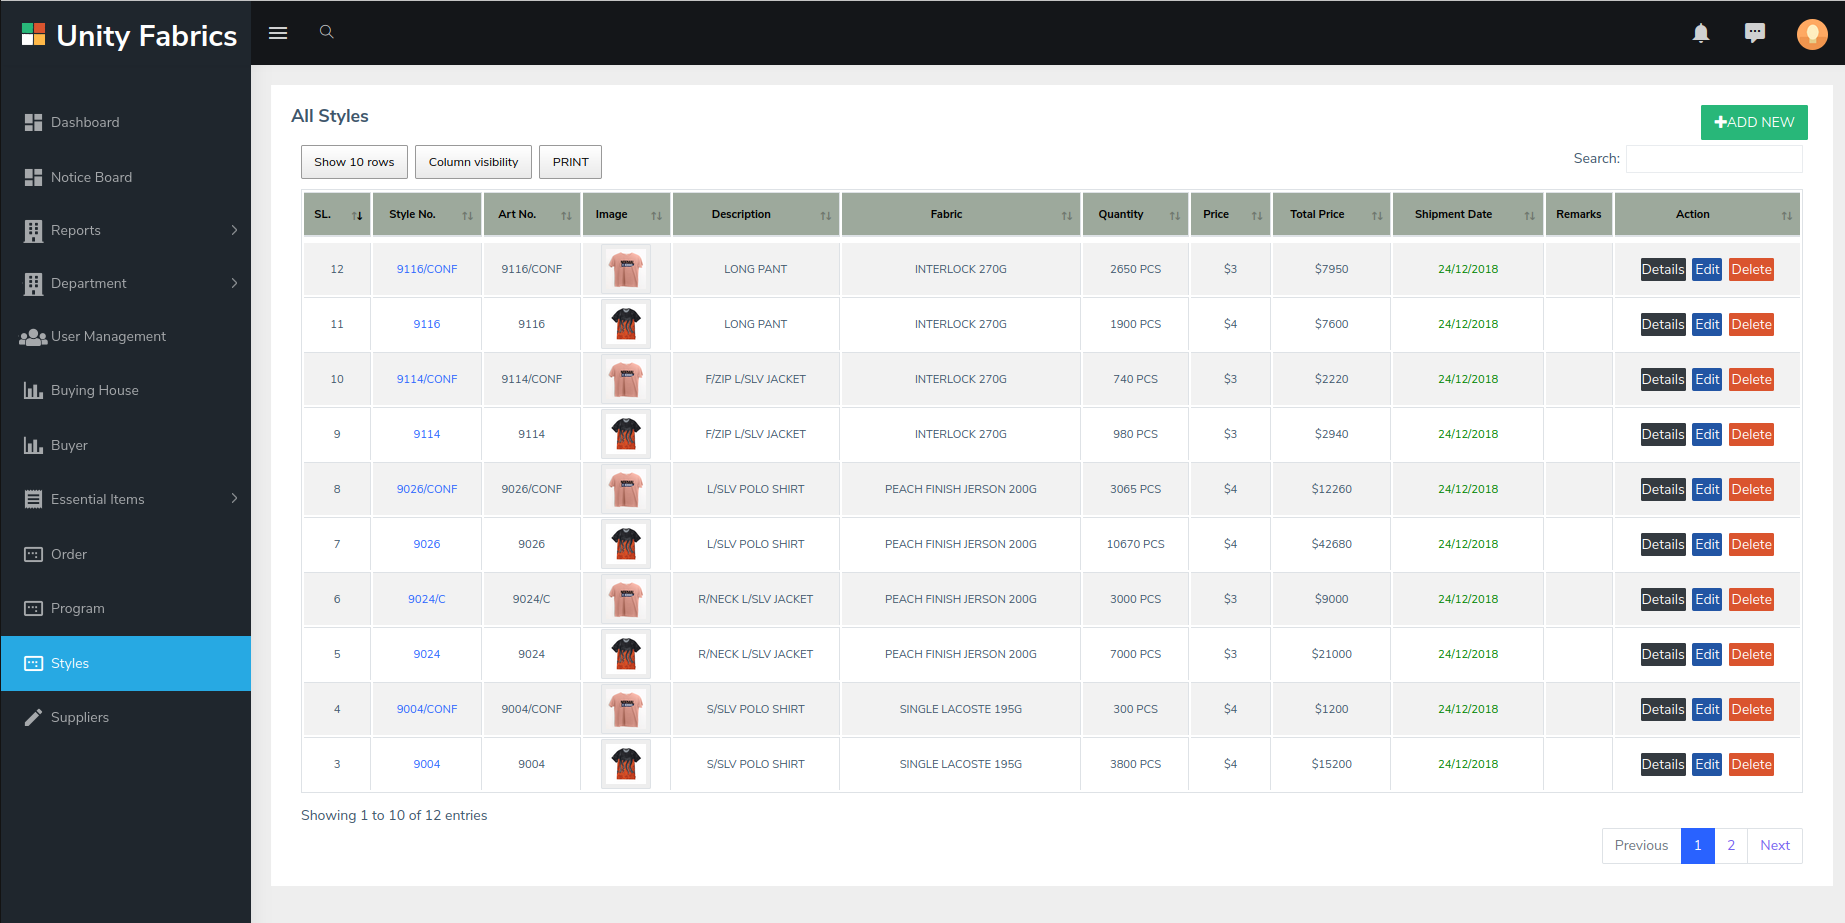 Unity Fabrics
Dashboard
Notice Board
Reports
Department
User Management
Buying House
Buyer
Essential Items
Order
Program
Styles
Suppliers
All Styles
ADD NEW
Show 10 rows Column visibility PRINT
Search:
SL. Style No. Art No. Image Description Fabric Quantity Price Total Price Shipment Date Remarks Action
12 9116/CONF 9116/CONF LONG PANT INTERLOCK 270G 2650 PCS $3 $7950 24/12/2018 Details Edit Delete
11 9116 9116 LONG PANT INTERLOCK 270G 1900 PCS $4 $7600 24/12/2018 Details Edit Delete
10 9114/CONF 9114/CONF F/ZIP L/SLV JACKET INTERLOCK 270G 740 PCS $3 $2220 24/12/2018 Details Edit Delete
9 9114 9114 F/ZIP L/SLV JACKET INTERLOCK 270G 980 PCS $3 $2940 24/12/2018 Details Edit Delete
8 9026/CONF 9026/CONF L/SLV POLO SHIRT PEACH FINISH JERSON 200G 3065 PCS $4 $12260 24/12/2018 Details Edit Delete
7 9026 9026 L/SLV POLO SHIRT PEACH FINISH JERSON 200G 10670 PCS $4 $42680 24/12/2018 Details Edit Delete
6 9024/C 9024/C R/NECK L/SLV JACKET PEACH FINISH JERSON 200G 3000 PCS $3 $9000 24/12/2018 Details Edit Delete
5 9024 9024 R/NECK L/SLV JACKET PEACH FINISH JERSON 200G 7000 PCS $3 $21000 24/12/2018 Details Edit Delete
4 9004/CONF 9004/CONF S/SLV POLO SHIRT SINGLE LACOSTE 195G 300 PCS $4 $1200 24/12/2018 Details Edit Delete
3 9004 9004 S/SLV POLO SHIRT SINGLE LACOSTE 195G 3800 PCS $4 $15200 24/12/2018 Details Edit Delete
Showing 1 to 10 of 12 entries
Previous 1 2 Next